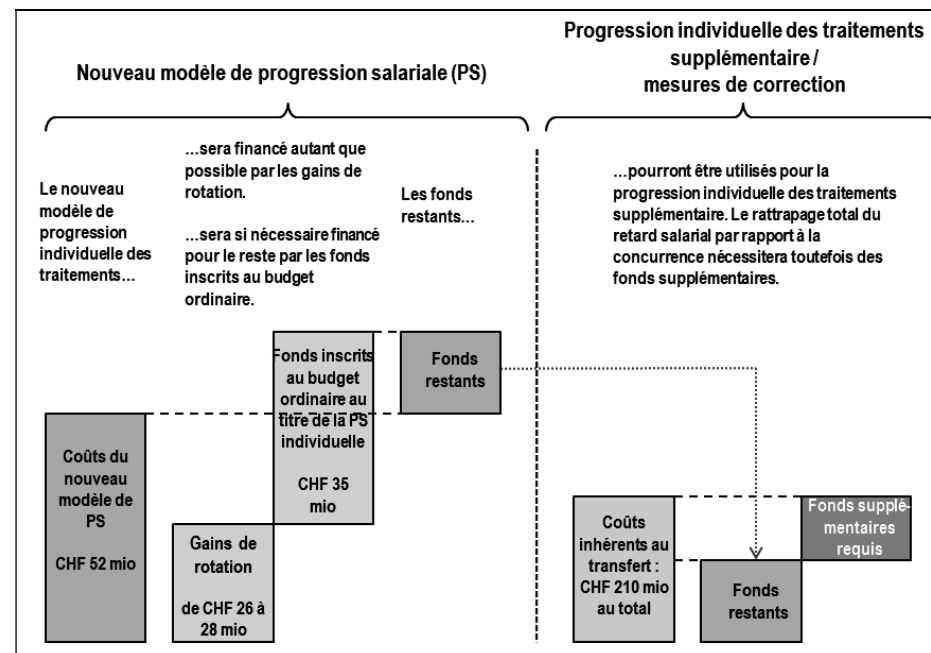 Nouveau modèle de progression salariale (PS)
Progression individuelle des traitements
supplémentaire /
mesures de correction
Le nouveau
modèle de
progression
individuelle des
traitements…
…sera financé autant que
possible par les gains de
rotation.
…sera si nécessaire financé
pour le reste par les fonds
inscrits au budget
ordinaire.
Les fonds
restants…
…pourront être utilisés pour la
progression individuelle des traitements
supplémentaire. Le rattrapage total du
retard salarial par rapport à la
concurrence nécessitera toutefois des
fonds supplémentaires.
Coûts du
nouveau
modèle de
PS
CHF 52 mio
Gains de
rotation
de CHF 26 à
28 mio
Fonds inscrits
au budget
ordinaire au
titre de la PS
individuelle
CHF 35
mio
Fonds
restants
Coûts
inhérents au
transfert :
CHF 210 mio
au total
Fonds
restants
Fonds supplé-
mentaires
requis